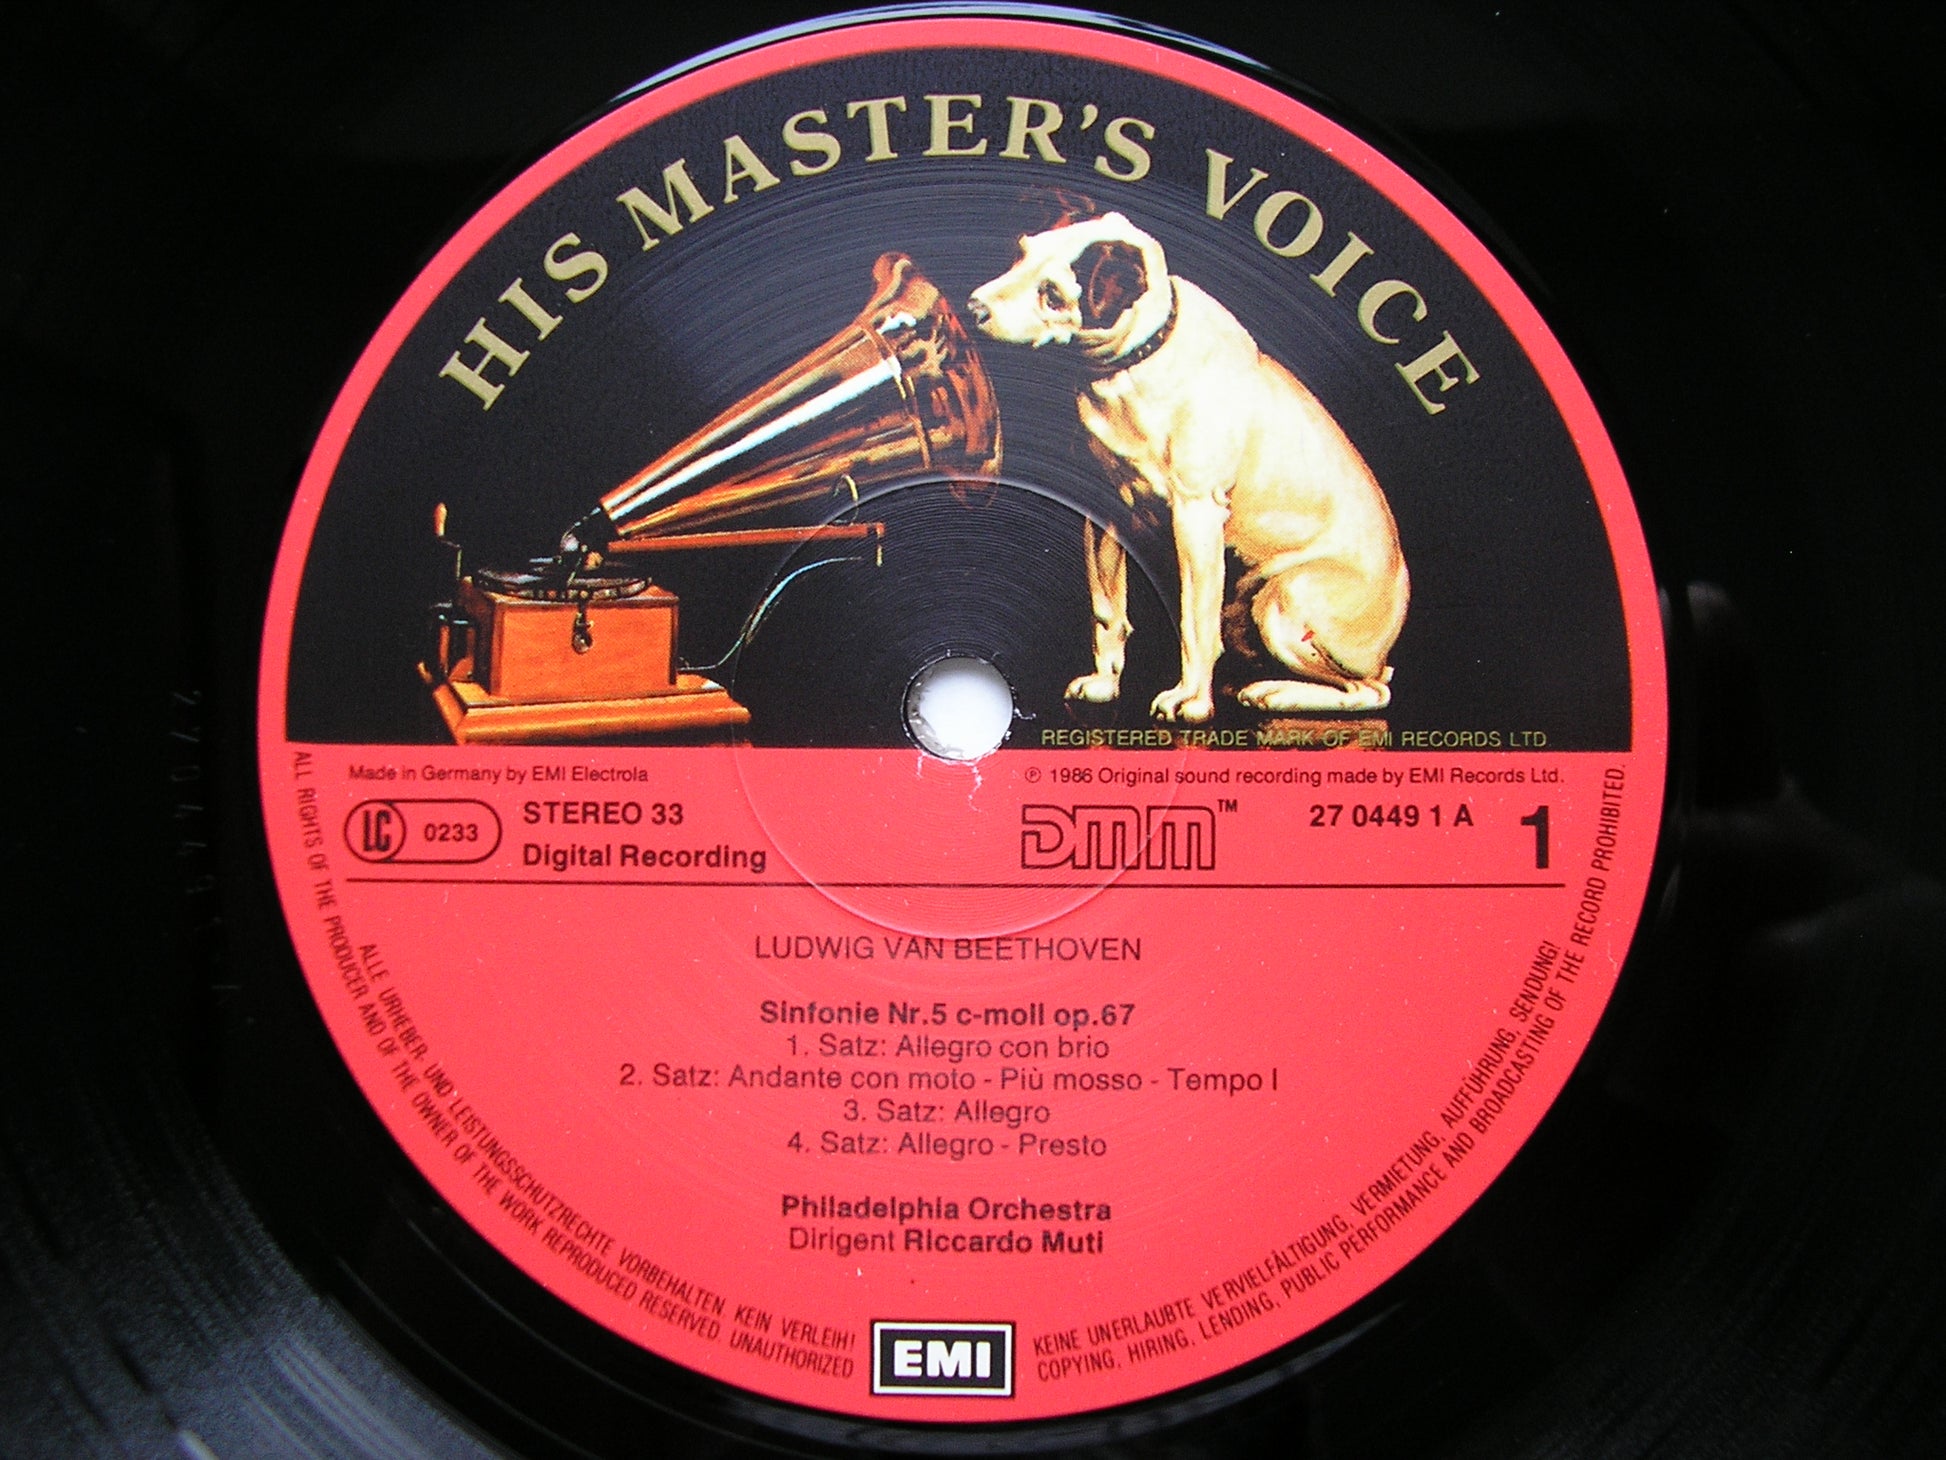 HIS MASTER'S VOICE
REGISTERED TRADE MARK OF EMI RECORDS LTD
Made in Germany by EMI Electrola
℗ 1986 Original sound recording made by EMI Records Ltd.
LC 0233
STEREO 33
Digital Recording
DMM™
27 0449 1 A
1
LUDWIG VAN BEETHOVEN
Sinfonie Nr.5 c-moll op.67
1. Satz: Allegro con brio
2. Satz: Andante con moto - Più mosso - Tempo I
3. Satz: Allegro
4. Satz: Allegro - Presto
Philadelphia Orchestra
Dirigent Riccardo Muti
EMI
ALLE URHEBER- UND LEISTUNGSSCHUTZRECHTE VORBEHALTEN. KEIN VERLEIH! KEINE UNERLAUBTE VERVIELFÄLTIGUNG, VERMIETUNG, AUFFÜHRUNG, SENDUNG!
ALL RIGHTS OF THE PRODUCER AND OF THE OWNER OF THE WORK REPRODUCED RESERVED. UNAUTHORIZED COPYING, HIRING, LENDING, PUBLIC PERFORMANCE AND BROADCASTING OF THE RECORD PROHIBITED.